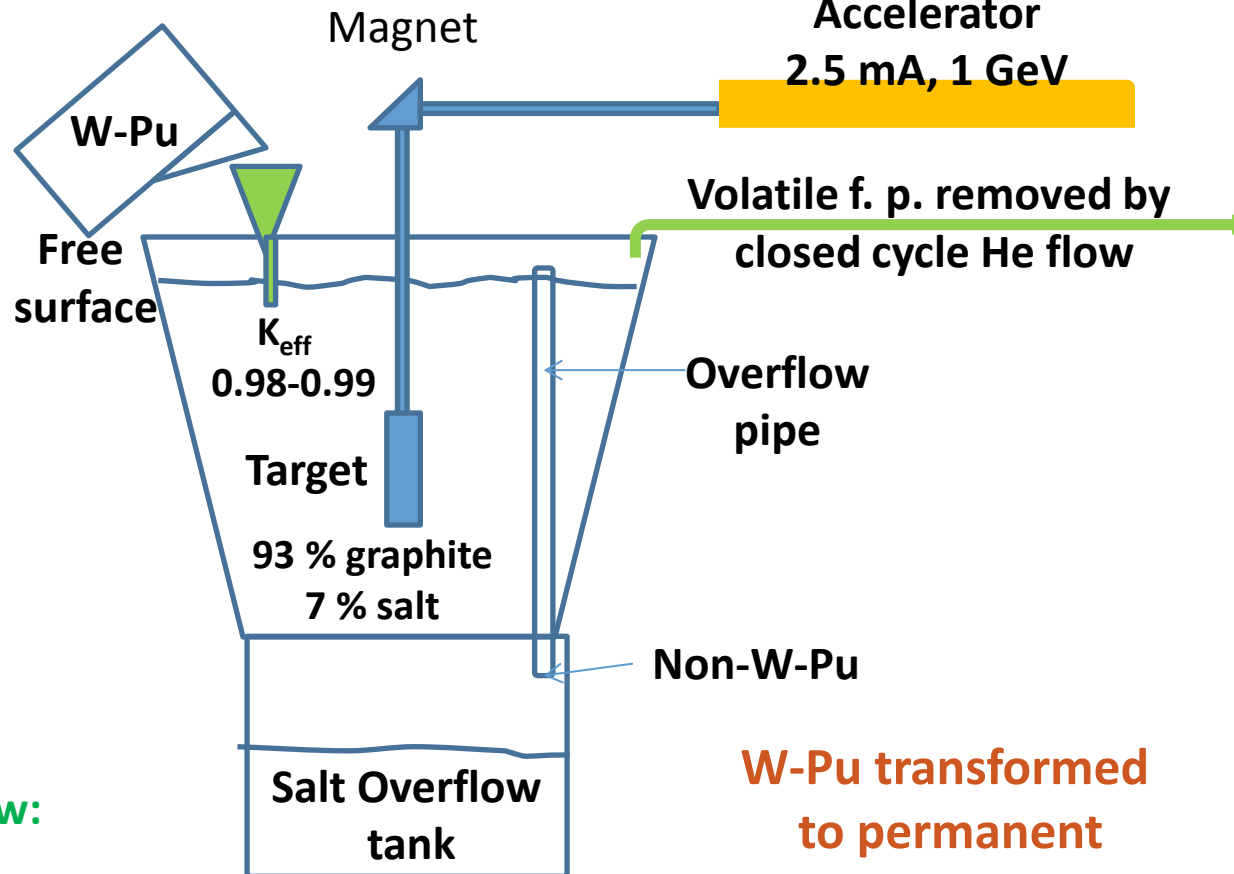 Magnet
Accelerator
2.5 mA, 1 GeV
W-Pu
Volatile f. p. removed by
closed cycle He flow
Free
surface
Keff
0.98-0.99
Overflow
pipe
Target
93 % graphite
7 % salt
Non-W-Pu
Salt Overflow
tank
W-Pu transformed
to permanent
w: